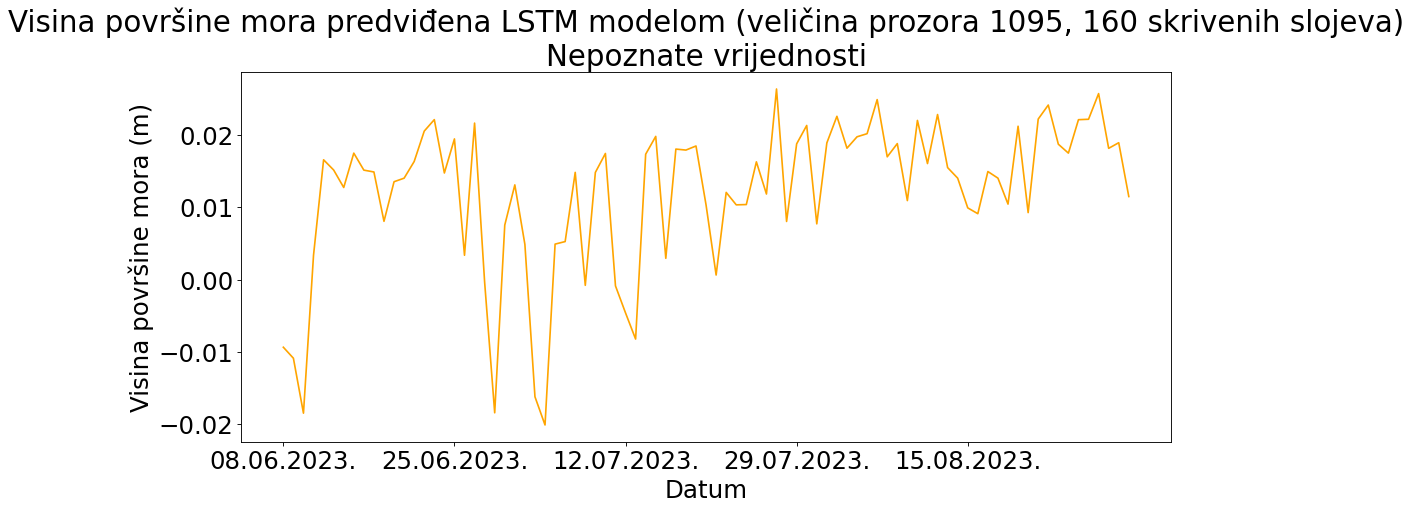 Visina površine mora predviđena LSTM modelom (veličina prozora 1095, 160 skrivenih slojeva)
Nepoznate vrijednosti
Visina površine mora (m)
0.02
0.01
0.00
−0.01
−0.02
08.06.2023. 25.06.2023. 12.07.2023. 29.07.2023. 15.08.2023.
Datum